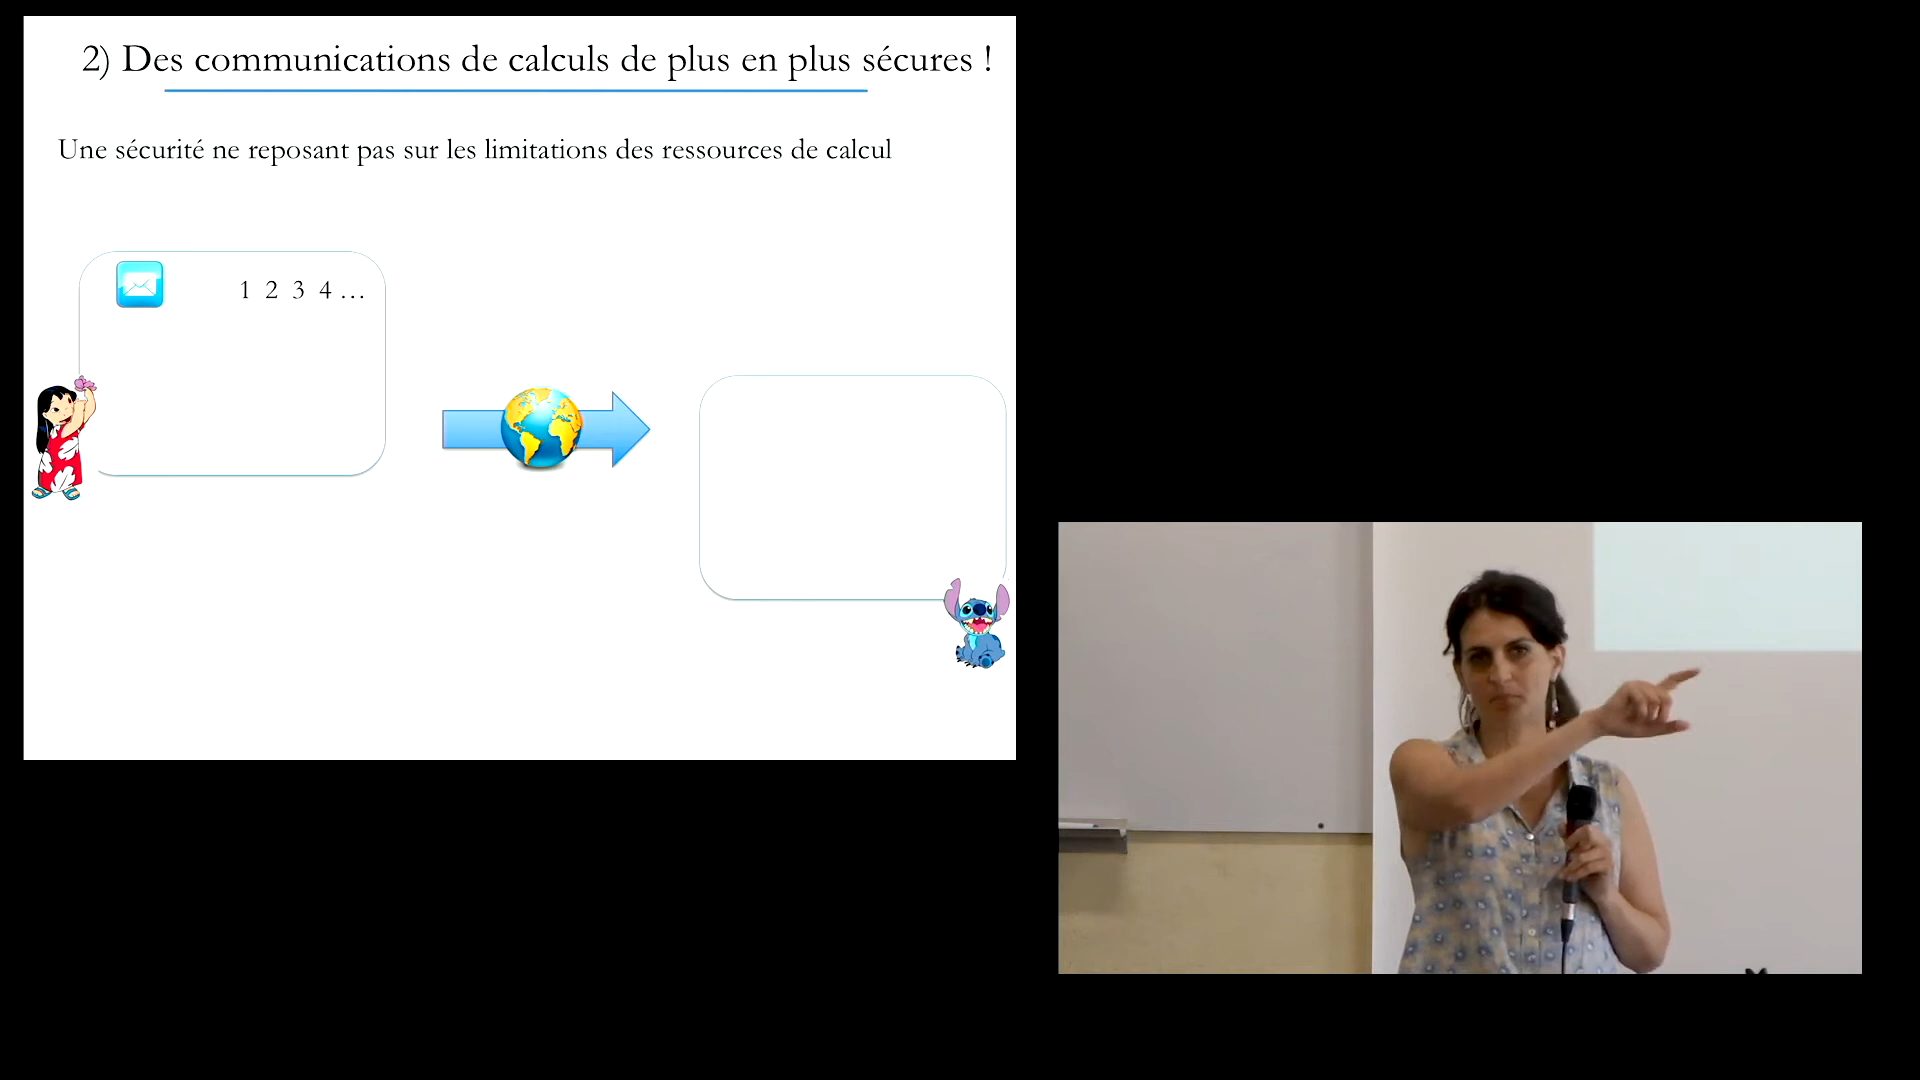 2) Des communications de calculs de plus en plus sécures !
Une sécurité ne reposant pas sur les limitations des ressources de calcul
1 2 3 4 …